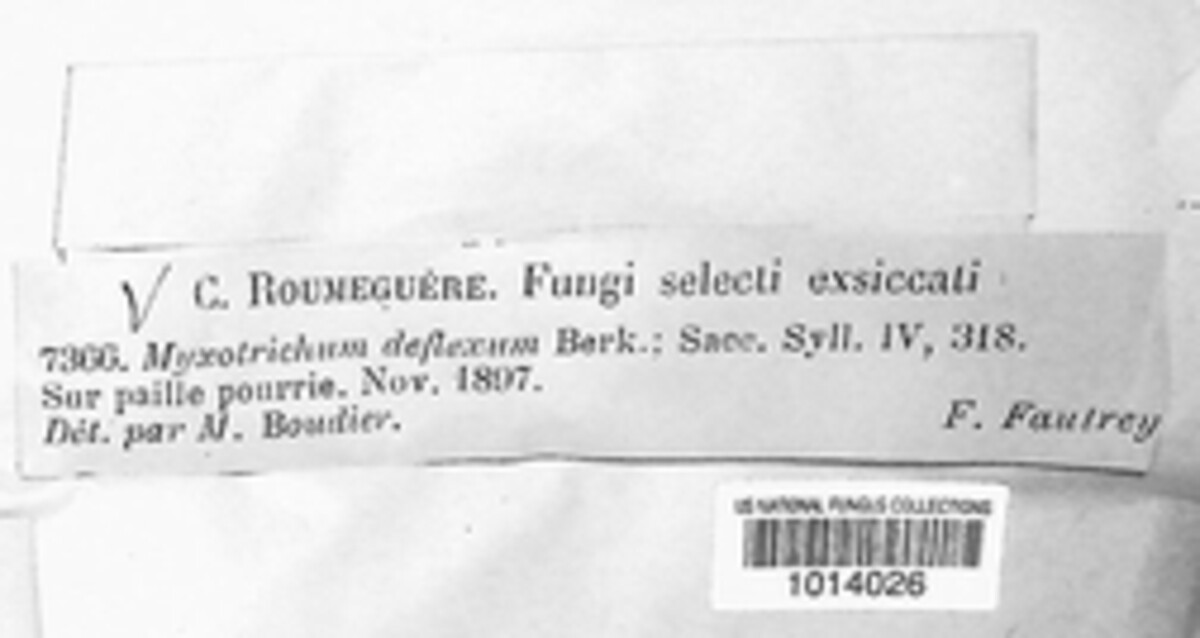 V C. ROUMEGUÈRE. Fungi selecti exsiccati
7366. Myxotrichum deflexum Berk.; Sacc. Syll. IV, 318.
Sur paille pourrie. Nov. 1897.
Dét. par M. Boudier.
F. Fautrey
US NATIONAL FUNGUS COLLECTIONS
1014026